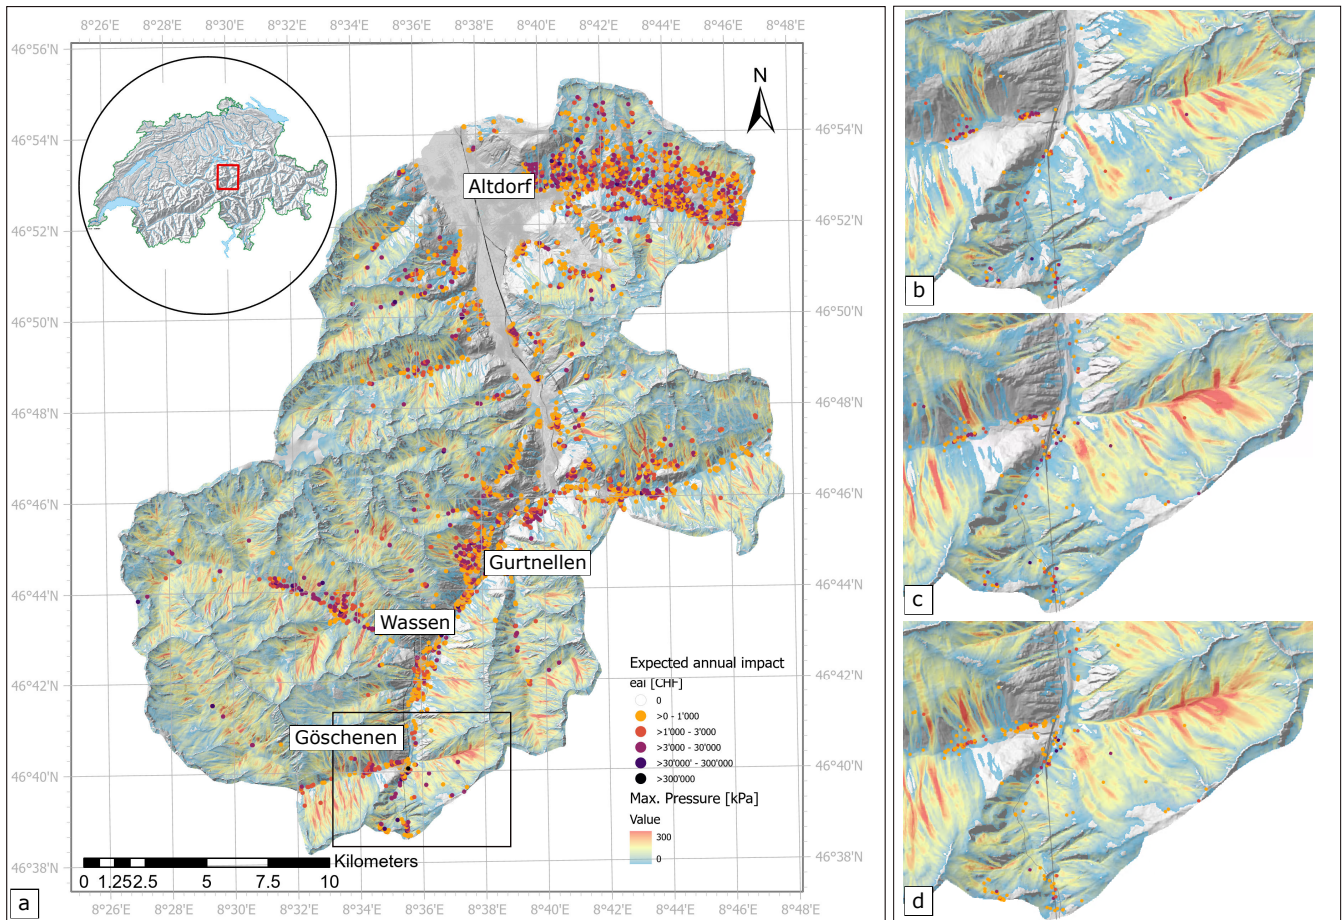 8°26'E 8°28'E 8°30'E 8°32'E 8°34'E 8°36'E 8°38'E 8°40'E 8°42'E 8°44'E 8°46'E 8°48'E
46°56'N
N
46°54'N 46°54'N
Altdorf
46°52'N 46°52'N
46°50'N 46°50'N
b
46°48'N 46°48'N
46°46'N 46°46'N
Gurtnellen
46°44'N 46°44'N
c
Wassen
Expected annual impact
46°42'N 46°42'N
eai [CHF]
0
>0 - 1'000
Göschenen
>1'000 - 3'000
>3'000 - 30'000
>30'000' - 300'000
46°40'N 46°40'N
>300'000
Max. Pressure [kPa]
Value
300
0
Kilometers
46°38'N 46°38'N
0 1.25 2.5 5 7.5 10
a
d
8°26'E 8°28'E 8°30'E 8°32'E 8°34'E 8°36'E 8°38'E 8°40'E 8°42'E 8°44'E 8°46'E 8°48'E